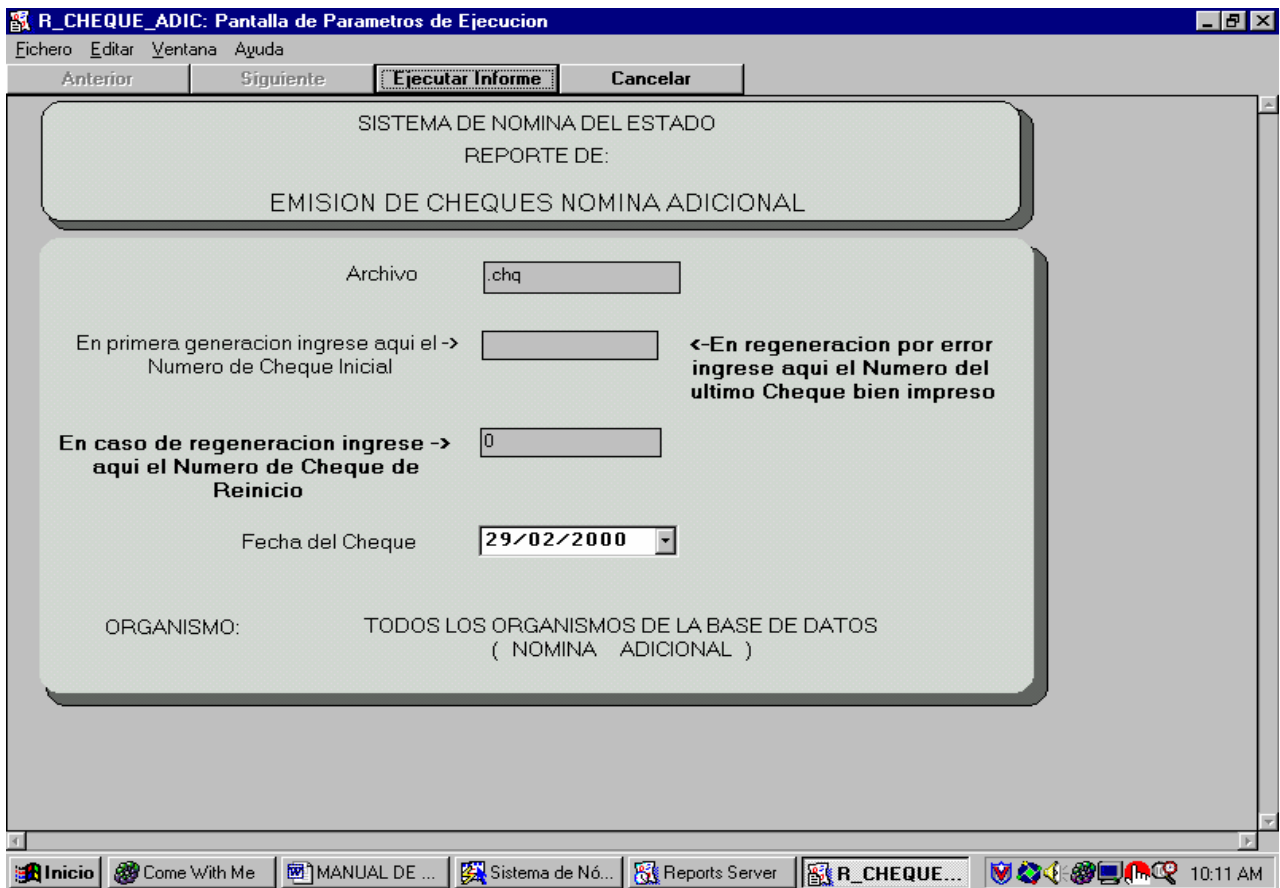 R_CHEQUE_ADIC: Pantalla de Parametros de Ejecucion
Fichero Editar Ventana Ayuda
Anterior Siguiente Ejecutar Informe Cancelar
SISTEMA DE NOMINA DEL ESTADO
REPORTE DE:
EMISION DE CHEQUES NOMINA ADICIONAL
Archivo .chq
En primera generacion ingrese aqui el ->
Numero de Cheque Inicial
<-En regeneracion por error
ingrese aqui el Numero del
ultimo Cheque bien impreso
En caso de regeneracion ingrese -> 0
aqui el Numero de Cheque de
Reinicio
Fecha del Cheque 29/02/2000
ORGANISMO: TODOS LOS ORGANISMOS DE LA BASE DE DATOS
( NOMINA ADICIONAL )
Inicio Come With Me MANUAL DE ... Sistema de Nó... Reports Server R_CHEQUE... 10:11 AM